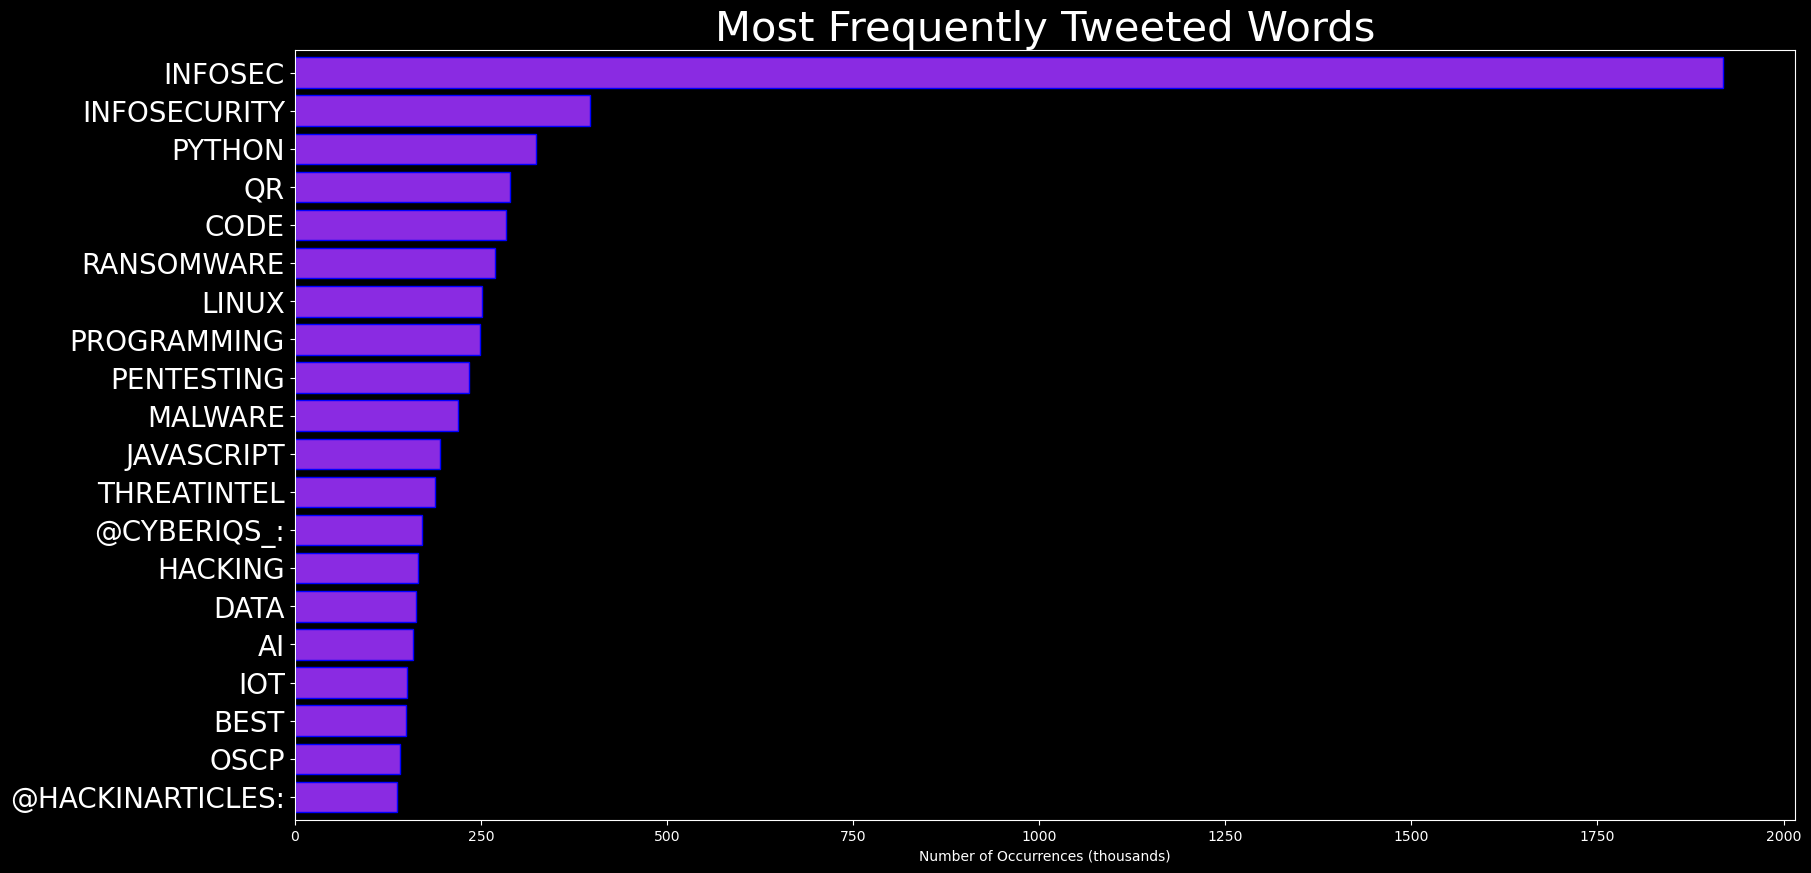 Most Frequently Tweeted Words
INFOSEC
INFOSECURITY
PYTHON
QR
CODE
RANSOMWARE
LINUX
PROGRAMMING
PENTESTING
MALWARE
JAVASCRIPT
THREATINTEL
@CYBERIQS_:
HACKING
DATA
AI
IOT
BEST
OSCP
@HACKINARTICLES:
0 250 500 750 1000 1250 1500 1750 2000
Number of Occurrences (thousands)